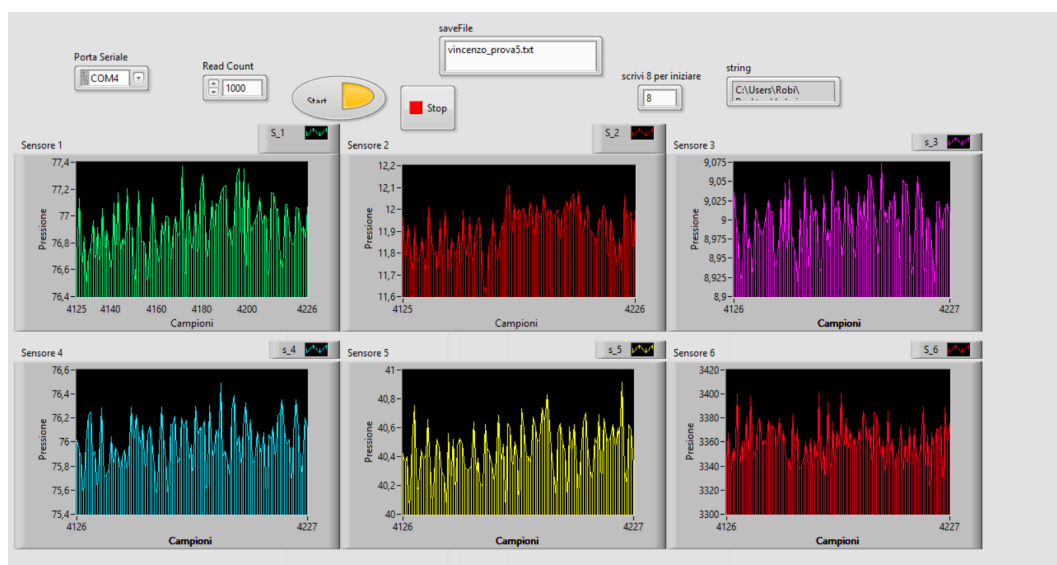 saveFile
vincenzo_prova5.txt
Porta Seriale
COM4
Read Count
1000
Start
Stop
scrivi 8 per iniziare
8
string
C:\Users\Robi\
Sensore 1
S_1
77,4
77,2
77
76,8
76,6
76,4
Pressione
4125 4140 4160 4180 4200 4226
Campioni
Sensore 2
S_2
12,2
12,1
12
11,9
11,8
11,7
11,6
Pressione
4125 4226
Campioni
Sensore 3
s_3
9,075
9,05
9,025
9
8,975
8,95
8,925
8,9
Pressione
4126 4227
Campioni
Sensore 4
s_4
76,6
76,4
76,2
76
75,8
75,6
75,4
Pressione
4126 4227
Campioni
Sensore 5
s_5
41
40,8
40,6
40,4
40,2
40
Pressione
4126 4227
Campioni
Sensore 6
S_6
3420
3400
3380
3360
3340
3320
3300
Pressione
4126 4227
Campioni